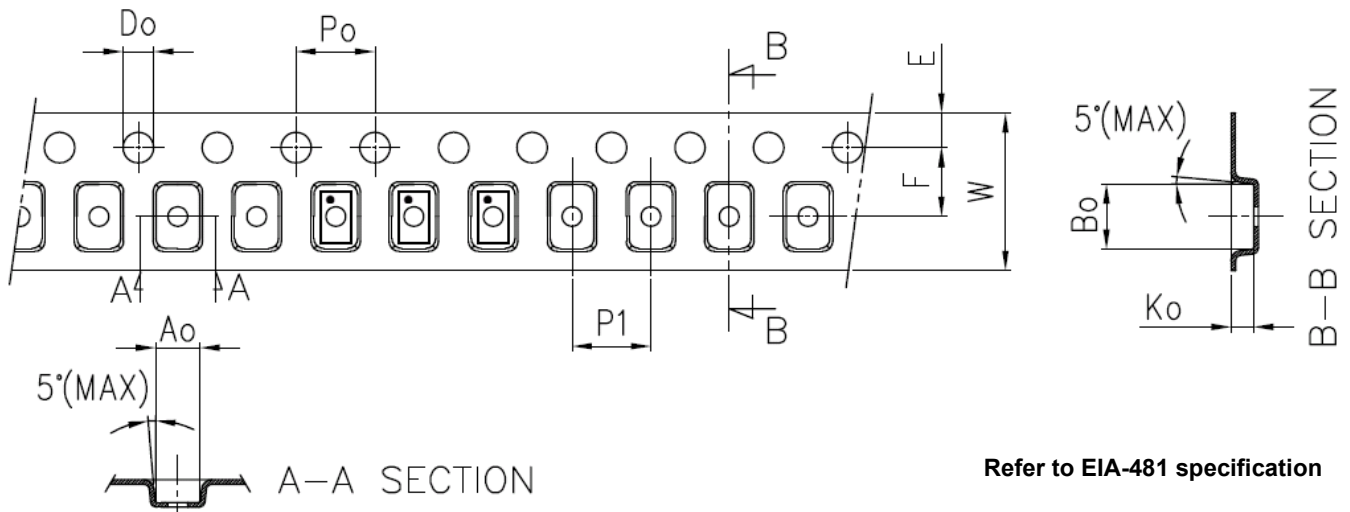 Do
Po
B
E
F
W
A
A
P1
B
Ao
5°(MAX)
A-A SECTION
5°(MAX)
Bo
Ko
B-B SECTION
Refer to EIA-481 specification